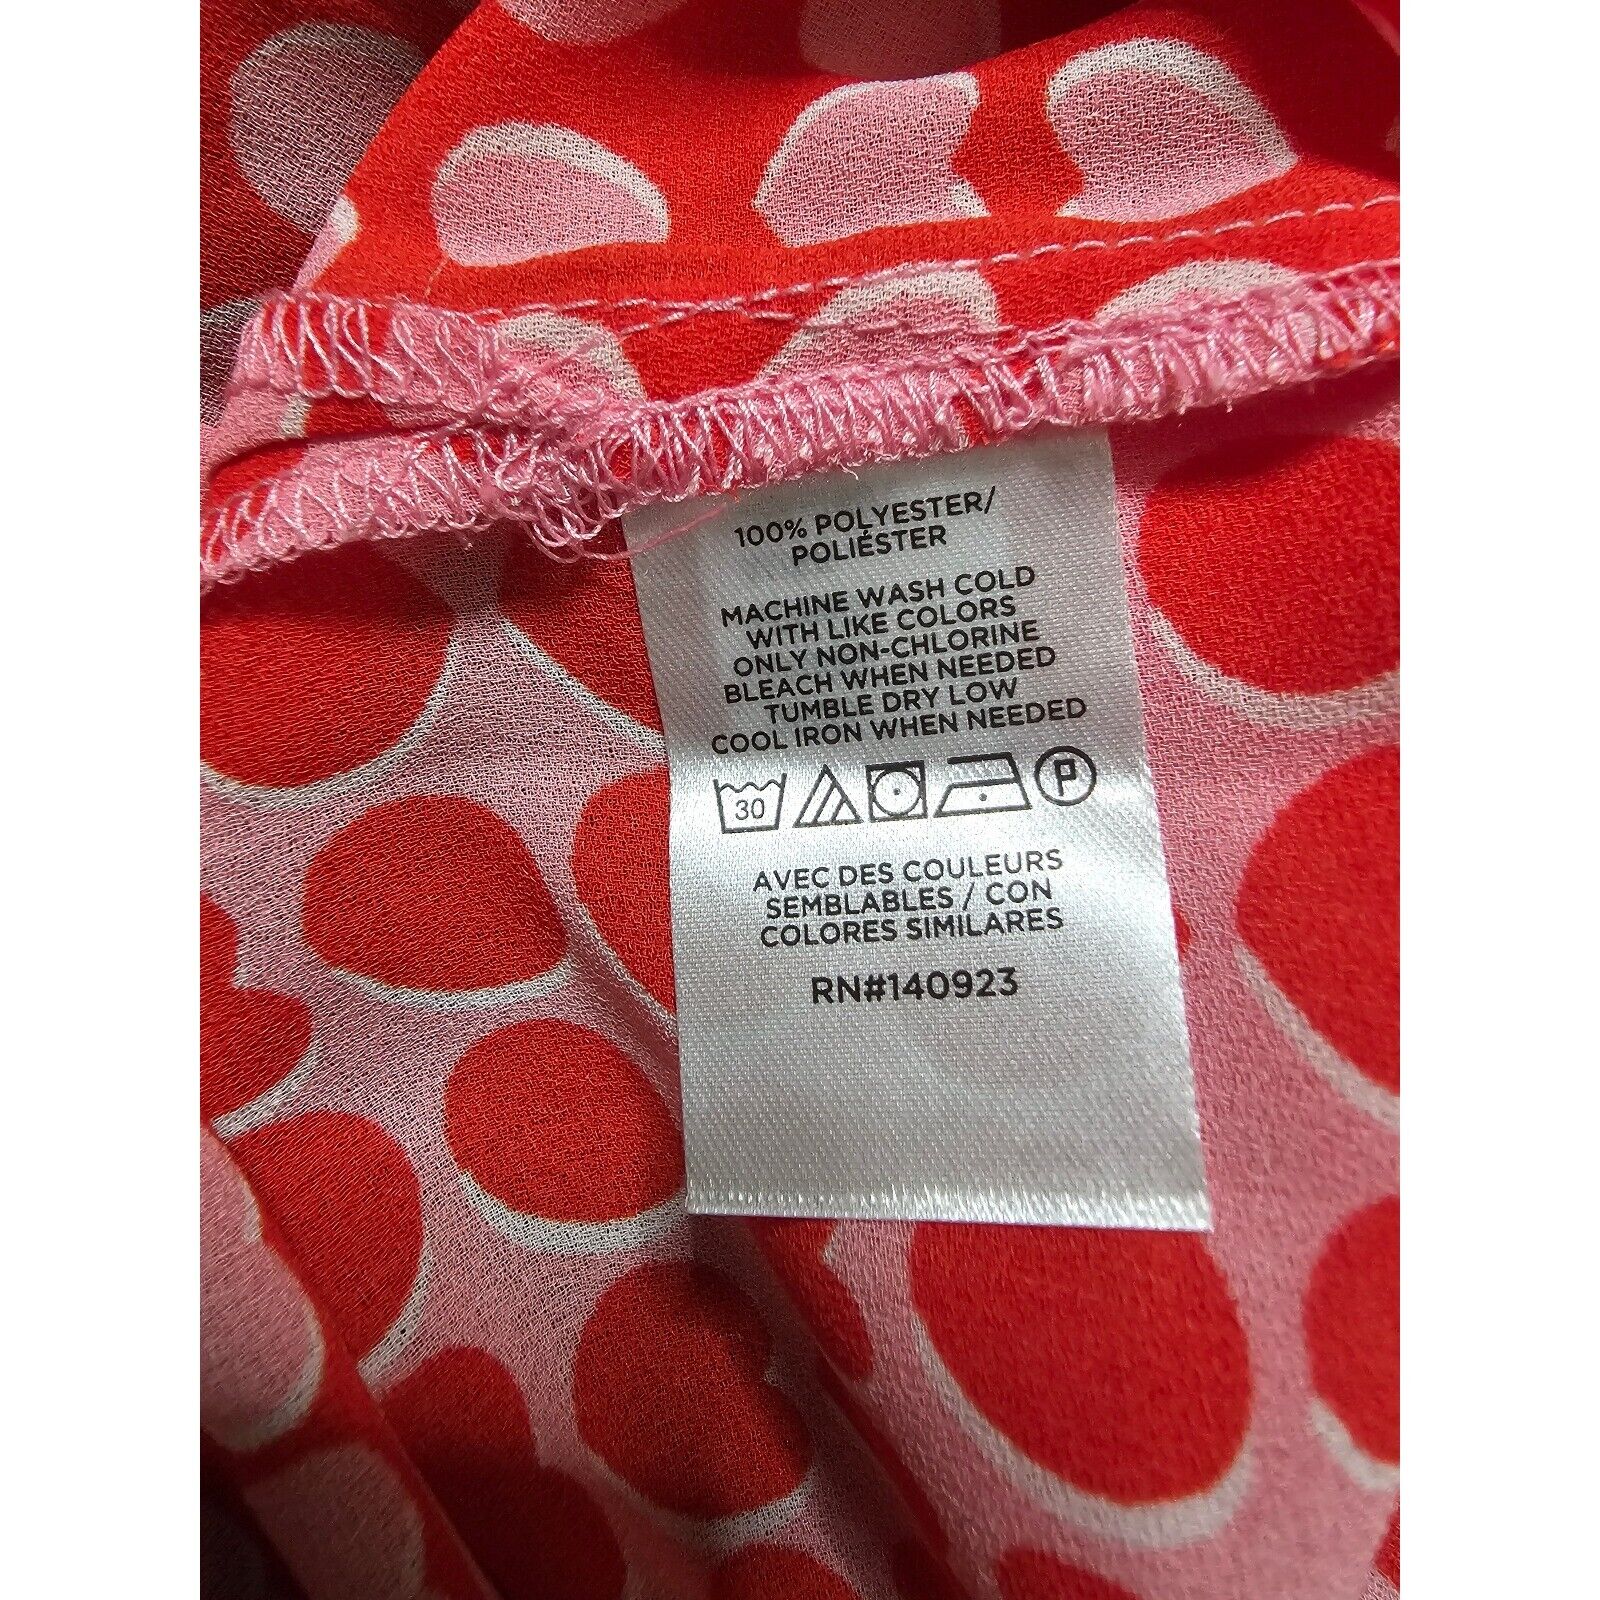 100% POLYESTER/
POLIÉSTER
MACHINE WASH COLD
WITH LIKE COLORS
ONLY NON-CHLORINE
BLEACH WHEN NEEDED
TUMBLE DRY LOW
COOL IRON WHEN NEEDED
30 P
AVEC DES COULEURS
SEMBLABLES / CON
COLORES SIMILARES
RN#140923